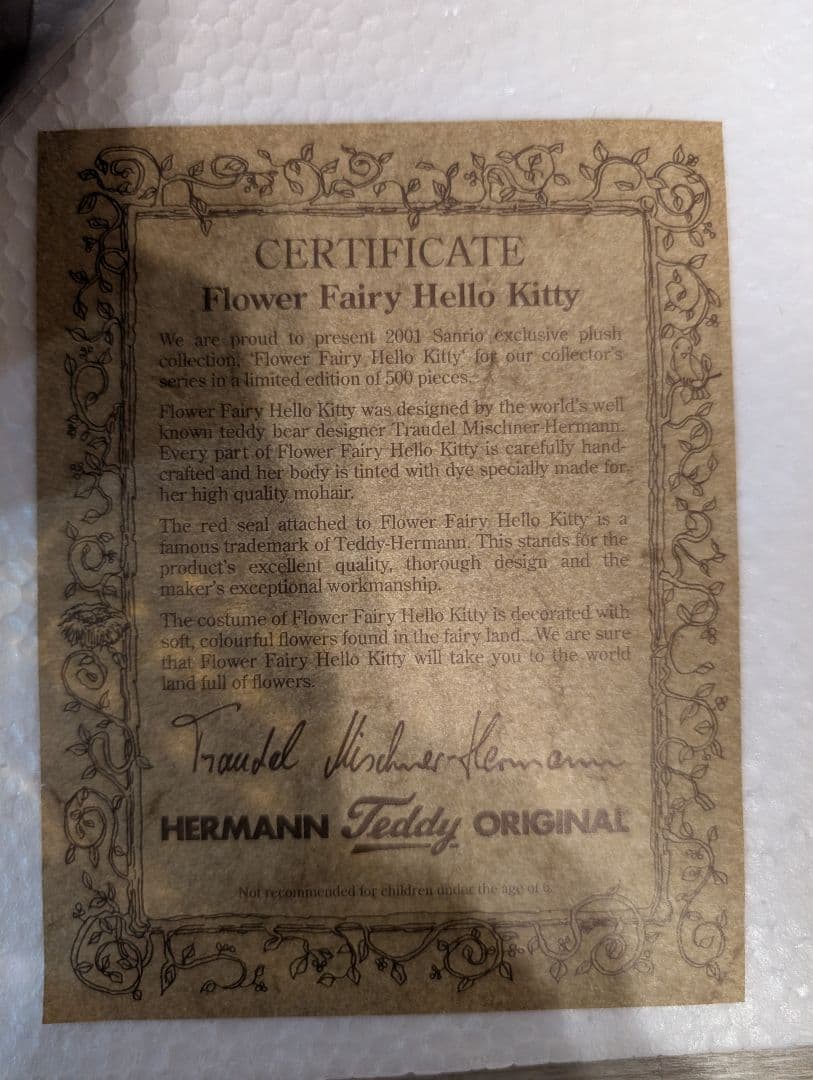 CERTIFICATE
Flower Fairy Hello Kitty
We are proud to present 2001 Sanrio exclusive plush
collection, 'Flower Fairy Hello Kitty' for our collector's
series in a limited edition of 500 pieces.
Flower Fairy Hello Kitty was designed by the world's well
known teddy bear designer Traudel Mischner-Hermann.
Every part of Flower Fairy Hello Kitty is carefully hand-
crafted and her body is tinted with dye specially made for
her high quality mohair.
The red seal attached to Flower Fairy Hello Kitty is a
famous trademark of Teddy-Hermann. This stands for the
product's excellent quality, thorough design and the
maker's exceptional workmanship.
The costume of Flower Fairy Hello Kitty is decorated with
soft, colourful flowers found in the fairy land. We are sure
that Flower Fairy Hello Kitty will take you to the world
land full of flowers.
Traudel Mischner-Hermann
HERMANN Teddy ORIGINAL
Not recommended for children under the age of 6.